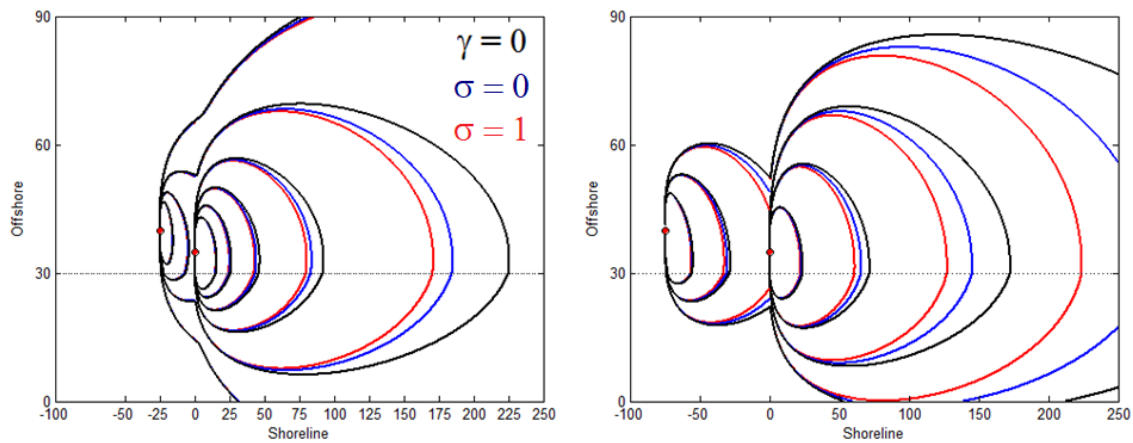 90
60
30
0
Offshore
-100 -75 -50 -25 0 25 50 75 100 125 150 175 200 225 250
Shoreline
γ = 0
σ = 0
σ = 1
90
60
30
0
Offshore
-100 -50 0 50 100 150 200 250
Shoreline